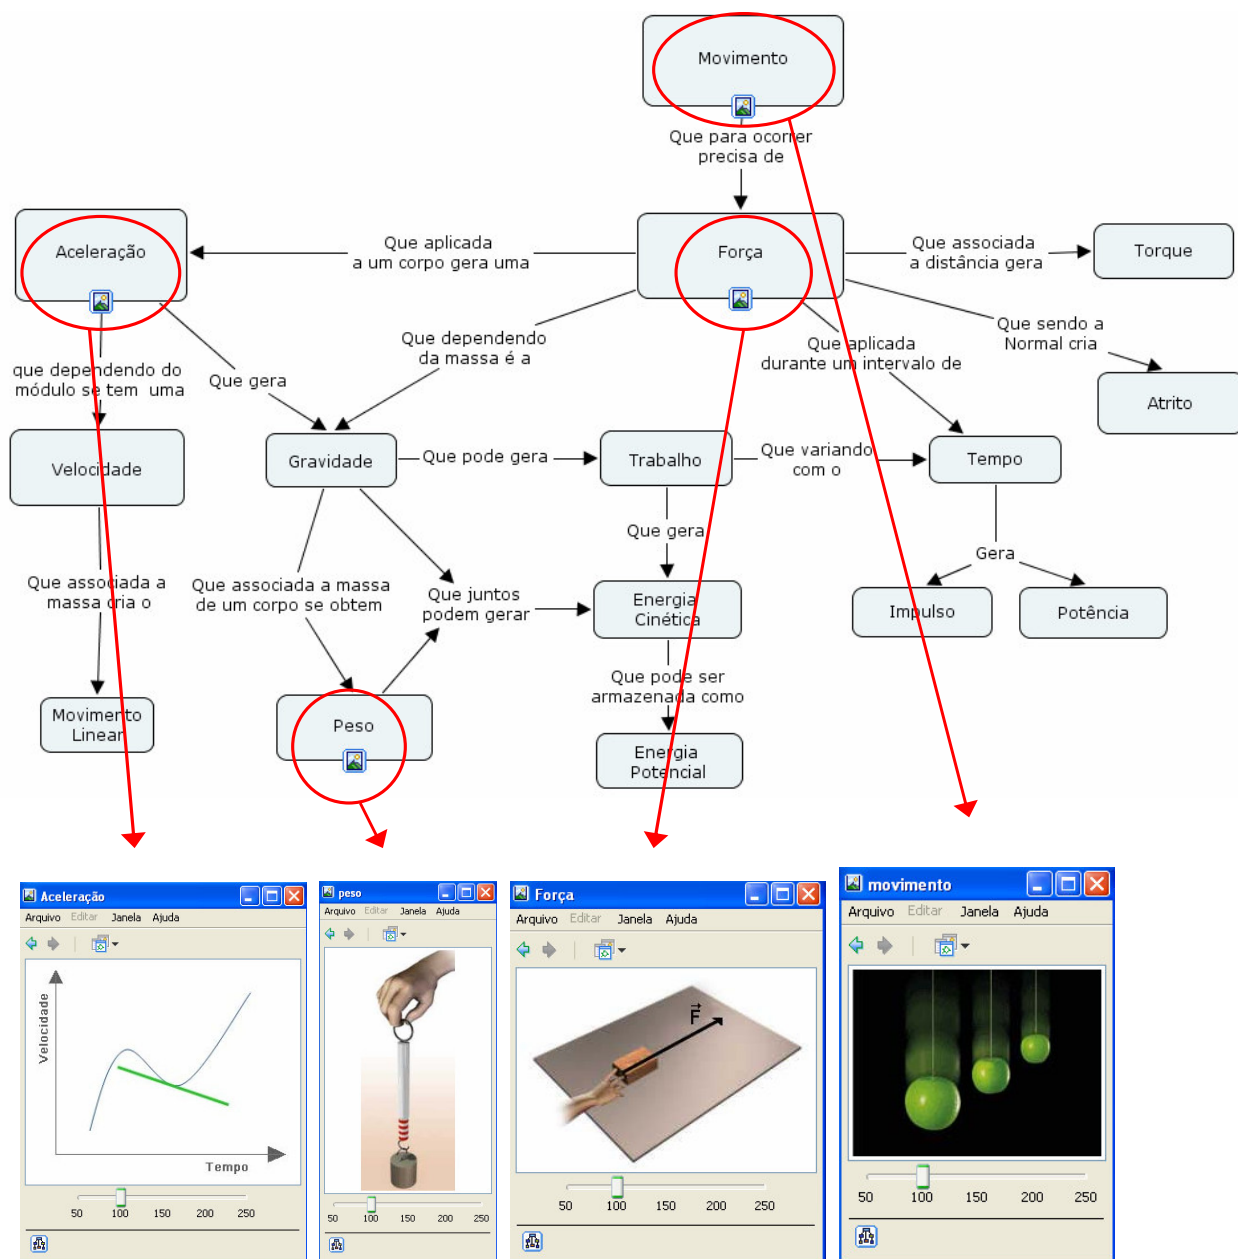 Movimento
Que para ocorrer
precisa de
Aceleração
Que aplicada
a um corpo gera uma
Força
Que associada
a distância gera
Torque
Que dependendo
da massa é a
Que aplicada
durante um intervalo de
Que sendo a
Normal cria
Atrito
que dependendo do
módulo se tem uma
Que gera
Velocidade
Gravidade
Que pode gera
Trabalho
Que variando
com o
Tempo
Que gera
Gera
Que associada a
massa cria o
Que associada a massa
de um corpo se obtem
Que juntos
podem gerar
Energia
Cinética
Impulso
Potência
Que pode ser
armazenada como
Movimento
Linear
Peso
Energia
Potencial
Aceleração
Arquivo Editar Janela Ajuda
Velocidade
Tempo
50 100 150 200 250
peso
Arquivo Editar Janela Ajuda
50 100 150 200 250
Força
Arquivo Editar Janela Ajuda
F
50 100 150 200 250
movimento
Arquivo Editar Janela Ajuda
50 100 150 200 250